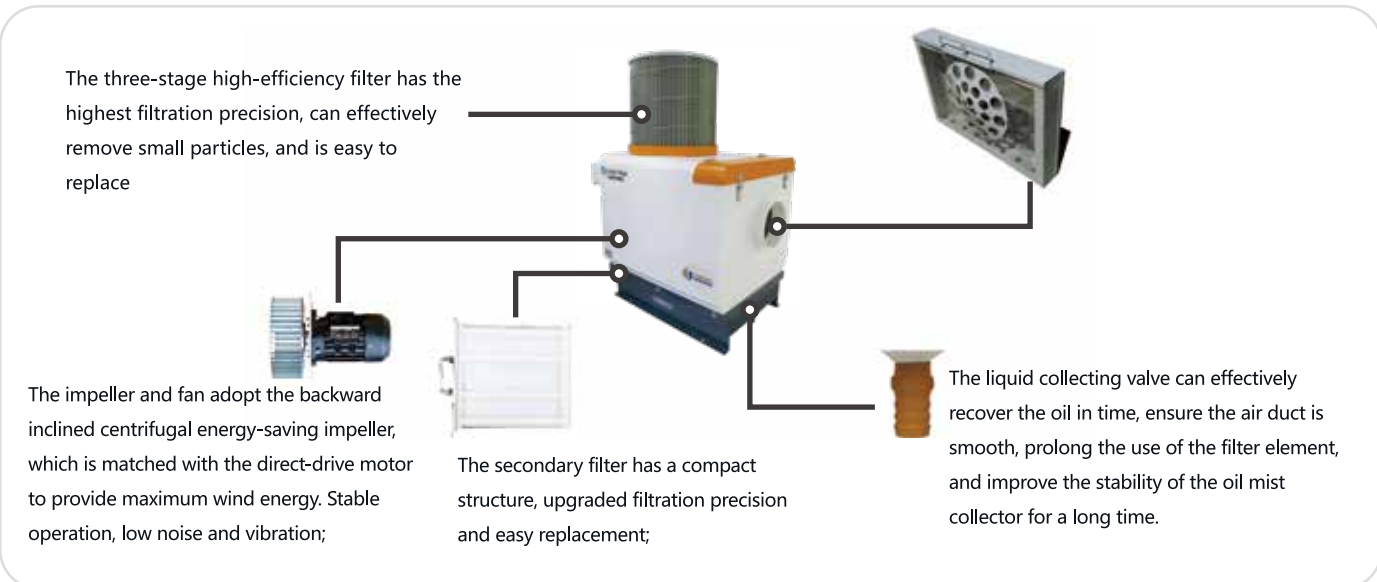 The three-stage high-efficiency filter has the
highest filtration precision, can effectively
remove small particles, and is easy to
replace
The impeller and fan adopt the backward
inclined centrifugal energy-saving impeller,
which is matched with the direct-drive motor
to provide maximum wind energy. Stable
operation, low noise and vibration;
The secondary filter has a compact
structure, upgraded filtration precision
and easy replacement;
The liquid collecting valve can effectively
recover the oil in time, ensure the air duct is
smooth, prolong the use of the filter element,
and improve the stability of the oil mist
collector for a long time.